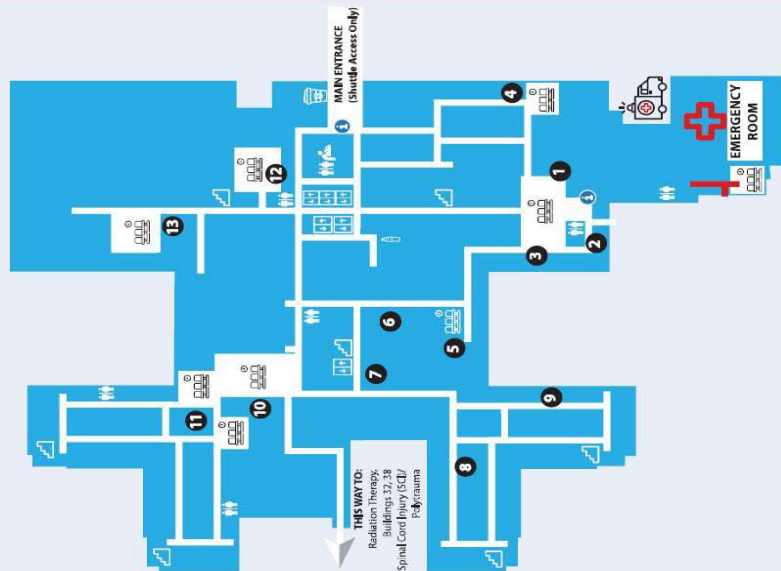 MAIN ENTRANCE
(Shuttle Access Only)
i
4
EMERGENCY
ROOM
12
1
i
13
2
3
6
5
7
10
11
9
8
THIS WAY TO:
Radiation Therapy,
Buildings 32, 38
Spinal Cord Injury (SCI)/
Polytrauma